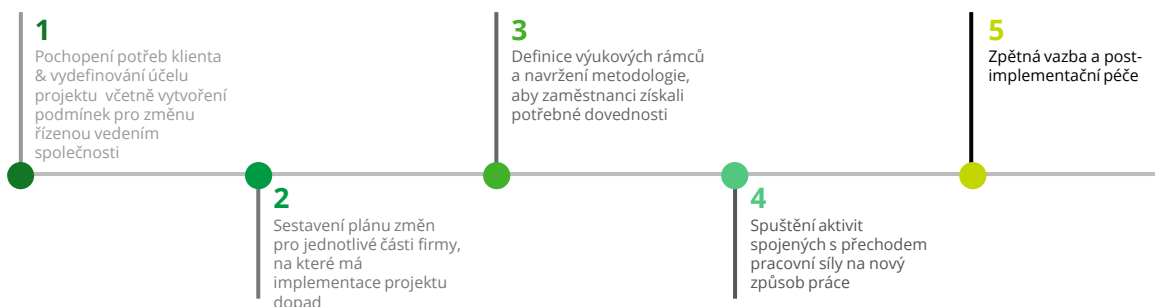 1
Pochopení potřeb klienta
& vydefinování účelu
projektu včetně vytvoření
podmínek pro změnu
řízenou vedením
společnosti
2
Sestavení plánu změn
pro jednotlivé části firmy,
na které má
implementace projektu
dopad
3
Definice výukových rámců
a navržení metodologie,
aby zaměstnanci získali
potřebné dovednosti
4
Spuštění aktivit
spojených s přechodem
pracovní síly na nový
způsob práce
5
Zpětná vazba a post-
implementační péče